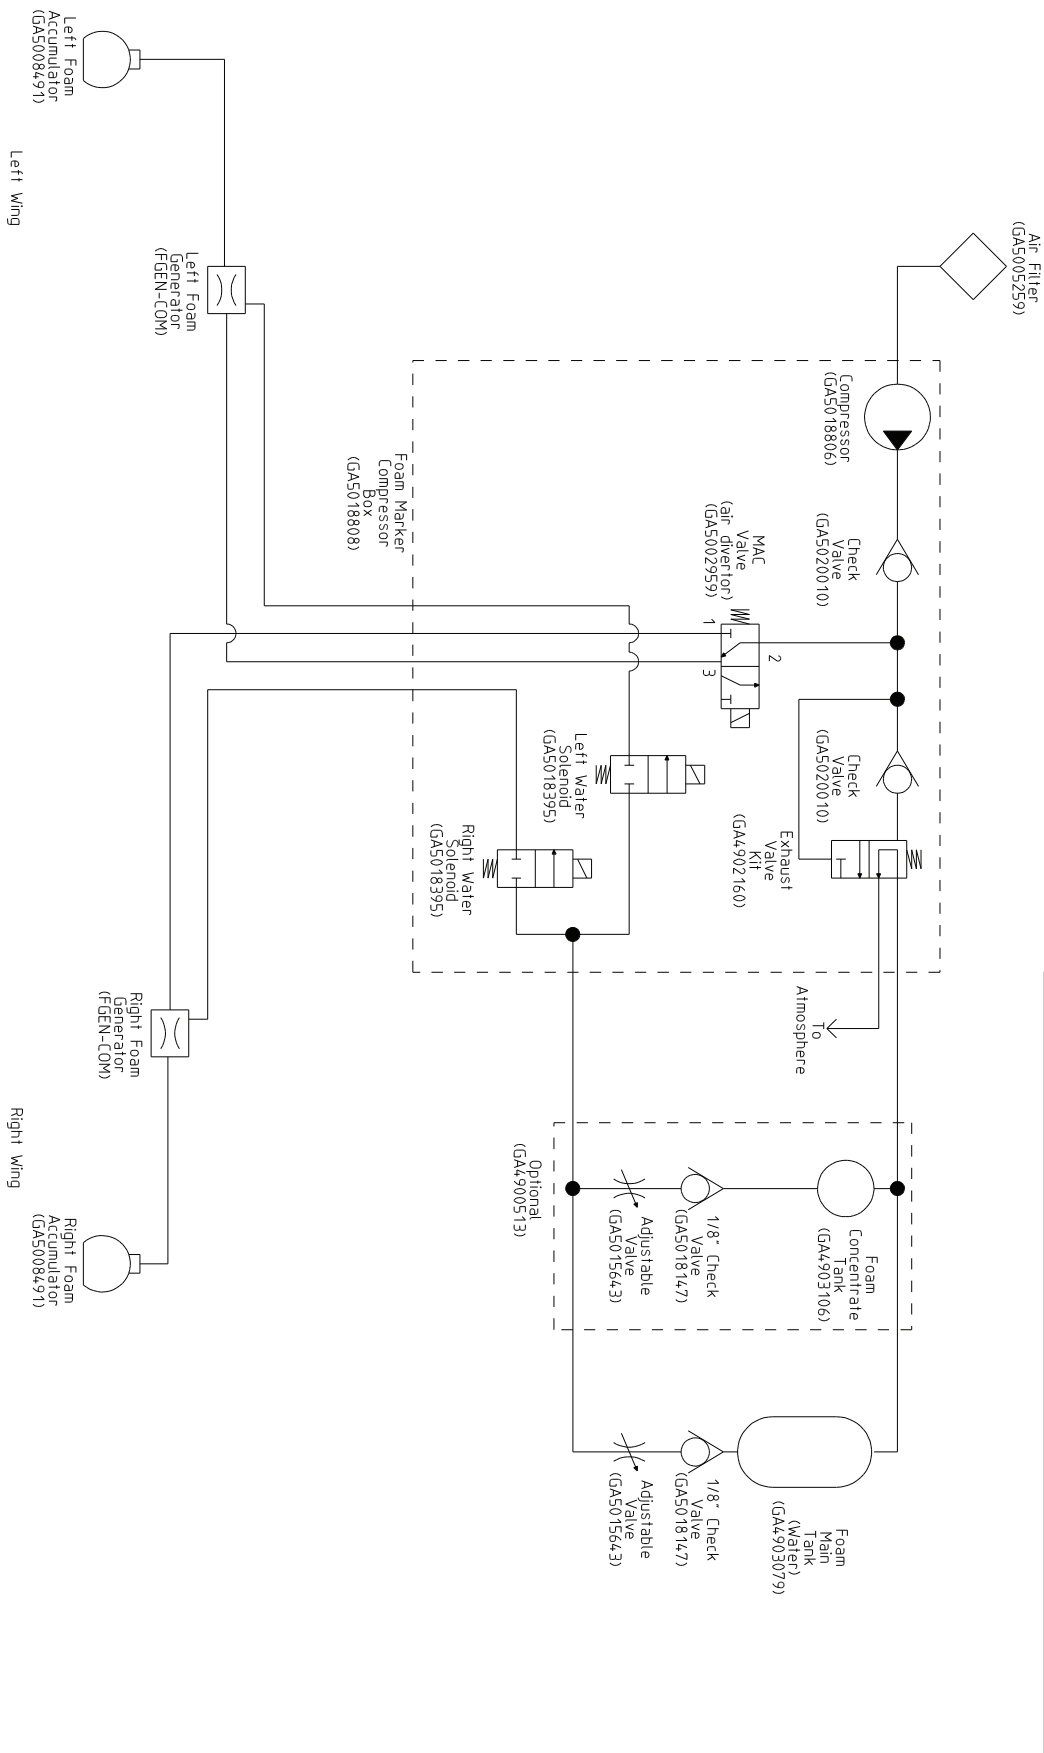 Air Filter
(GA5005259)
Compressor
(GA5018806)
Check
Valve
(GA5020010)
Check
Valve
(GA5020010)
MAC
Valve
(air divertor)
(GA5002959)
1
2
3
Exhaust
Valve
Kit
(GA4902160)
To
Atmosphere
Foam
Concentrate
Tank
(GA4903106)
Foam
Main
Tank
(Water)
(GA4903079)
1/8" Check
Valve
(GA5018147)
1/8" Check
Valve
(GA5018147)
Adjustable
Valve
(GA5015643)
Adjustable
Valve
(GA5015643)
Left Water
Solenoid
(GA5018395)
Right Water
Solenoid
(GA5018395)
Optional
(GA4900513)
Foam Marker
Compressor
Box
(GA5018808)
Left Foam
Generator
(FGEN-COM)
Right Foam
Generator
(FGEN-COM)
Left Foam
Accumulator
(GA5008491)
Right Foam
Accumulator
(GA5008491)
Left Wing
Right Wing